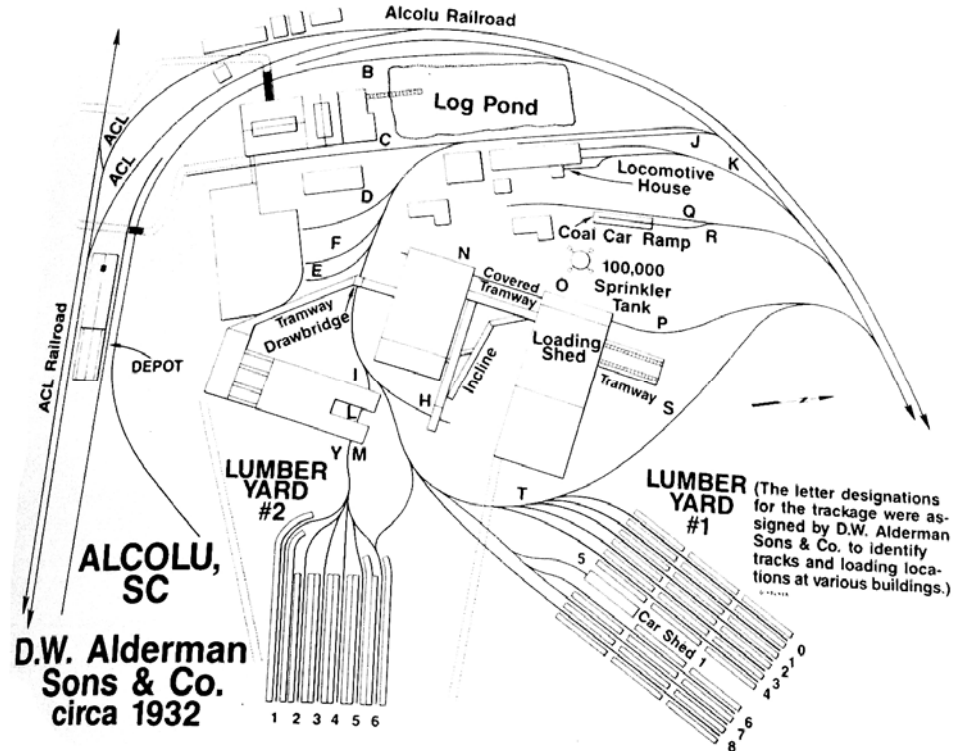 Alcolu Railroad
ACL
ACL
B
Log Pond
C
J
K
Locomotive
House
D
Q
R
Coal Car Ramp
F
E
N
O
100,000
Sprinkler
Tank
Covered
Tramway
P
Tramway
Drawbridge
Loading
Shed
Incline
Tramway
S
ACL Railroad
DEPOT
I
H
L
Y
M
T
LUMBER
YARD
#2
LUMBER
YARD
#1
(The letter designations
for the trackage were as-
signed by D.W. Alderman
Sons & Co. to identify
tracks and loading loca-
tions at various buildings.)
ALCOLU,
SC
D.W. Alderman
Sons & Co.
circa 1932
1 2 3 4 5 6
5
Car Shed 1
0
1
2
3
4
6
7
8